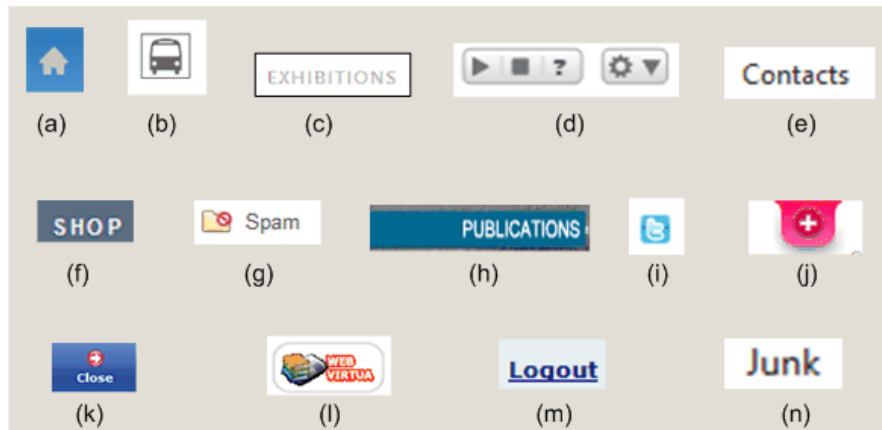 EXHIBITIONS
?
Contacts
(a)
(b)
(c)
(d)
(e)
SHOP
Spam
PUBLICATIONS
(f)
(g)
(h)
(i)
(j)
Close
WEB
VIRTUA
Logout
Junk
(k)
(l)
(m)
(n)